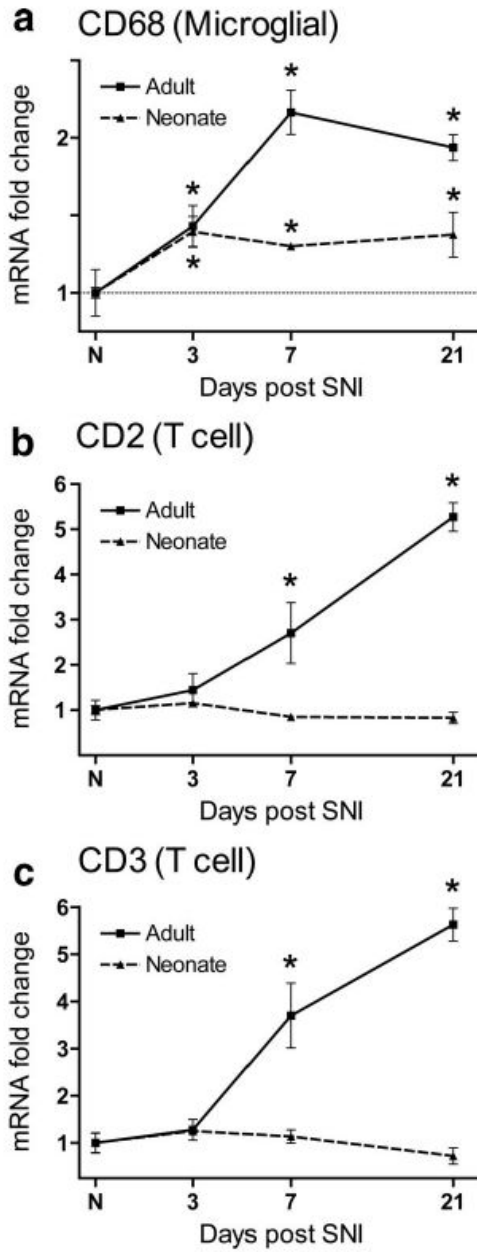 a CD68 (Microglial)
mRNA fold change
Adult
Neonate
2
1
* * *
* * *
N 3 7 21
Days post SNI
b CD2 (T cell)
mRNA fold change
Adult
Neonate
6
5
4
3
2
1
* *
N 3 7 21
Days post SNI
c CD3 (T cell)
mRNA fold change
Adult
Neonate
6
5
4
3
2
1
* *
N 3 7 21
Days post SNI